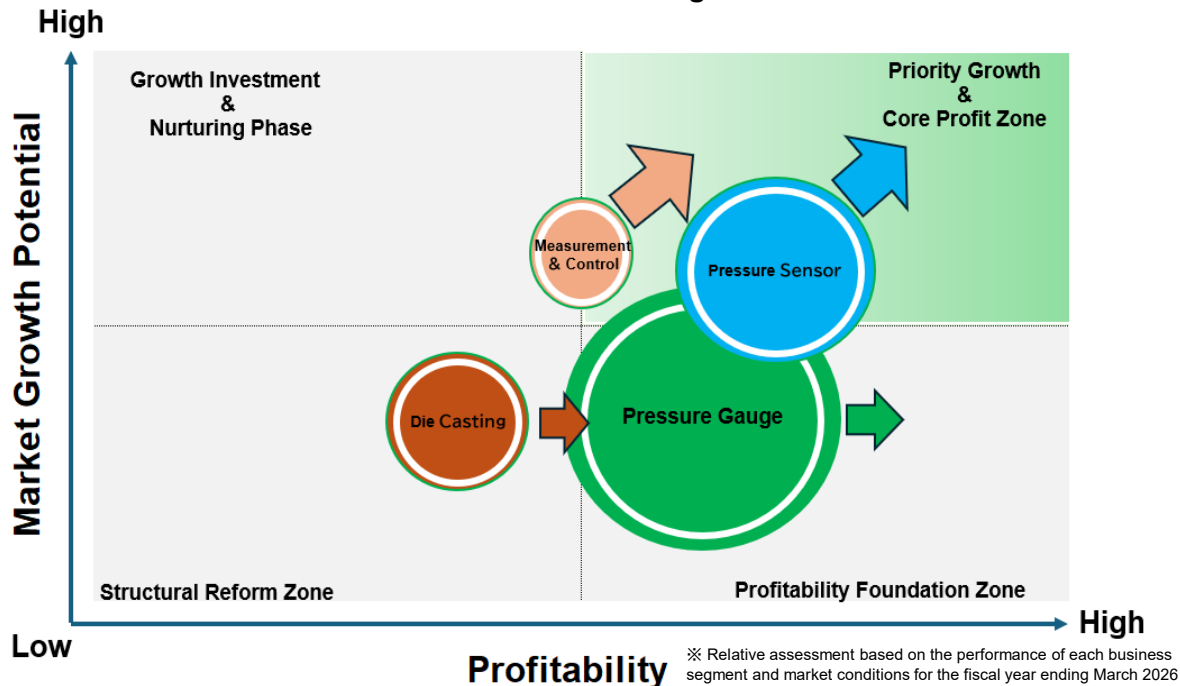 High
Growth Investment
&
Nurturing Phase
Priority Growth
&
Core Profit Zone
Market Growth Potential
Measurement
& Control
Pressure Sensor
Die Casting
Pressure Gauge
Structural Reform Zone
Profitability Foundation Zone
High
Low
Profitability
※ Relative assessment based on the performance of each business
segment and market conditions for the fiscal year ending March 2026